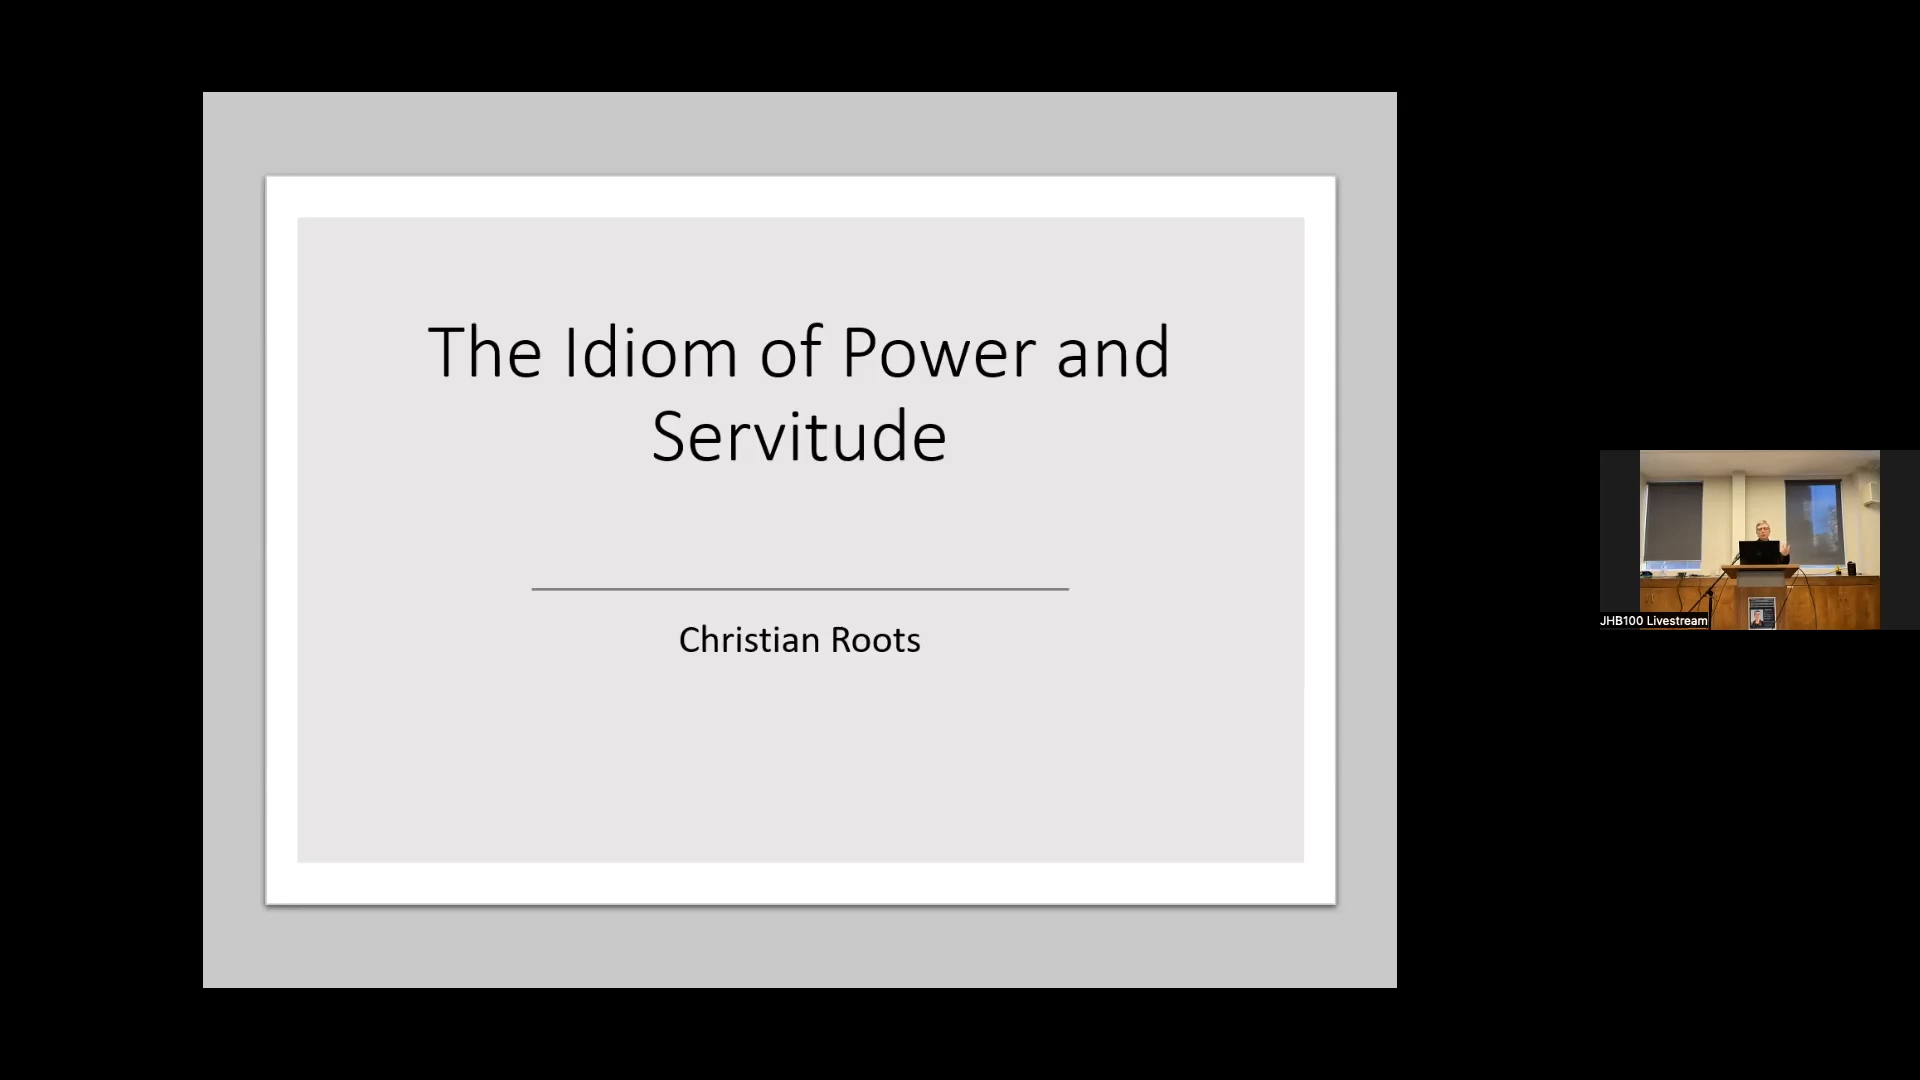 The Idiom of Power and
Servitude
Christian Roots
JHB100 Livestream